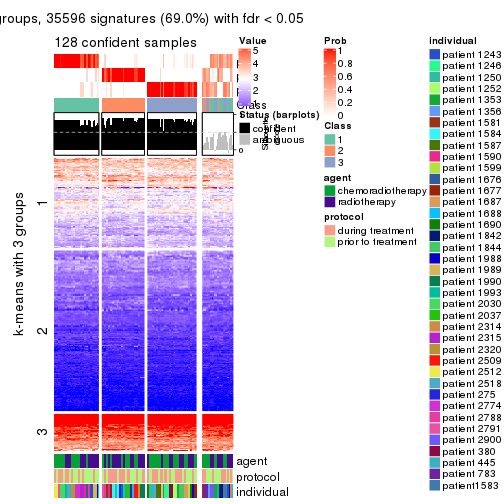 groups, 35596 signatures (69.0%) with fdr < 0.05
128 confident samples
k-means with 3 groups
1
2
3
Class
agent
protocol
individual
Value
5
4
3
2
1
Status (barplots)
confident
ambiguous
0
Prob
1
0.8
0.6
0.4
0.2
0
Class
1
2
3
agent
chemoradiotherapy
radiotherapy
protocol
during treatment
prior to treatment
individual
patient 1243
patient 1246
patient 1250
patient 1252
patient 1353
patient 1356
patient 1581
patient 1584
patient 1587
patient 1590
patient 1599
patient 1676
patient 1677
patient 1687
patient 1688
patient 1690
patient 1842
patient 1844
patient 1988
patient 1989
patient 1990
patient 1993
patient 2030
patient 2037
patient 2314
patient 2315
patient 2320
patient 2509
patient 2512
patient 2518
patient 275
patient 2774
patient 2788
patient 2791
patient 2900
patient 380
patient 445
patient 783
patient1583